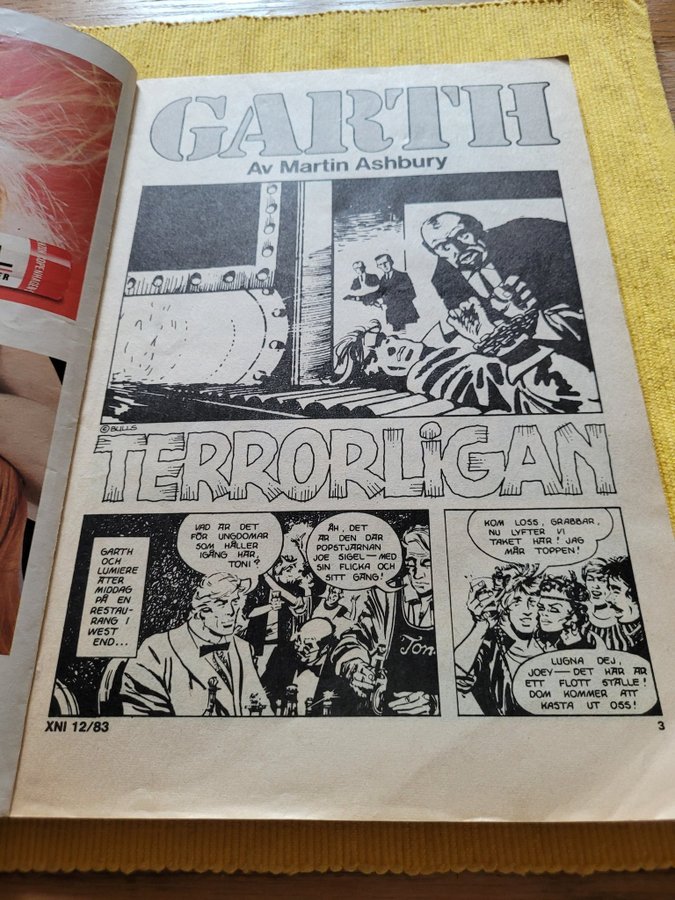 GARTH
Av Martin Ashbury
© BULLS
TERRORLIGAN
GARTH
OCH
LUMIERE
ÄTER
MIDDAG
PÅ EN
RESTAU-
RANG I
WEST
END...
VAD ÄR DET
FÖR UNGDOMAR
SOM HÅLLER
IGÅNG HÄR,
TONI?
ÅH, DET
ÄR DEN DÄR
POPSTJÄRNAN
JOE SIGEL — MED
SIN FLICKA OCH
SITT GÄNG!
Ton
KOM LOSS, GRABBAR,
NU LYFTER VI
TAKET HÄR! JAG
MÅR TOPPEN!
LUGNA DEJ,
JOEY — DET HÄR ÄR
ETT FLOTT STÄLLE!
DOM KOMMER ATT
KASTA UT OSS!
XNI 12/83
3